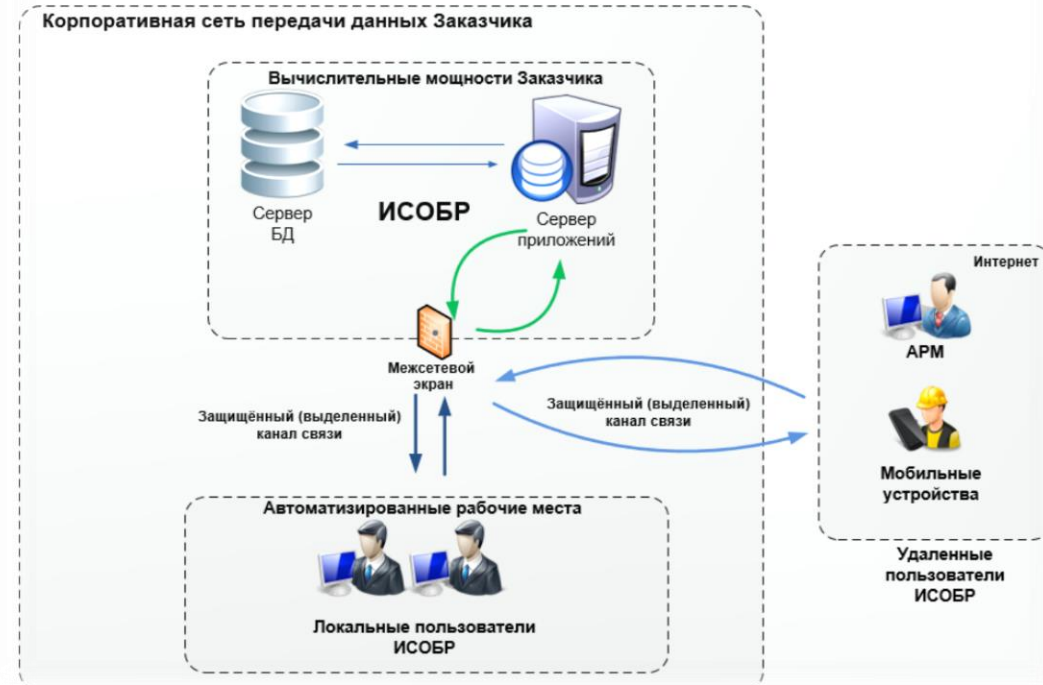 Корпоративная сеть передачи данных Заказчика
Вычислительные мощности Заказчика
Сервер
БД
ИСОБР
Сервер
приложений
Интернет
АРМ
Межсетевой
экран
Защищённый (выделенный)
канал связи
Защищённый (выделенный)
канал связи
Мобильные
устройства
Автоматизированные рабочие места
Удаленные
пользователи
ИСОБР
Локальные пользователи
ИСОБР